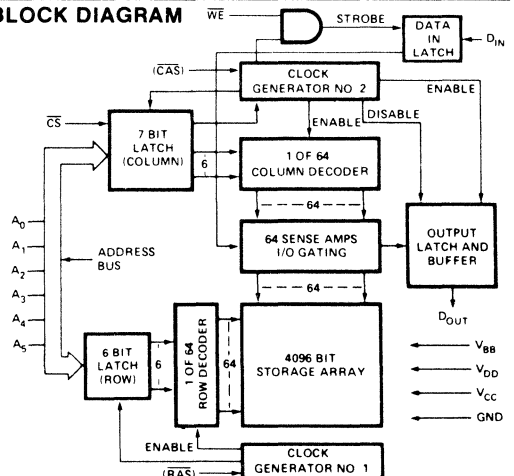 BLOCK DIAGRAM
WE
STROBE
DATA
IN
LATCH
DIN
(CAS)
CLOCK
GENERATOR NO 2
ENABLE
CS
7 BIT
LATCH
(COLUMN)
ENABLE
DISABLE
6
1 OF 64
COLUMN DECODER
64
A0
A1
A2
A3
A4
A5
ADDRESS
BUS
64 SENSE AMPS
I/O GATING
OUTPUT
LATCH AND
BUFFER
64
DOUT
6 BIT
LATCH
(ROW)
6
1 OF 64
ROW DECODER
64
4096 BIT
STORAGE ARRAY
VBB
VDD
VCC
GND
ENABLE
(RAS)
CLOCK
GENERATOR NO 1